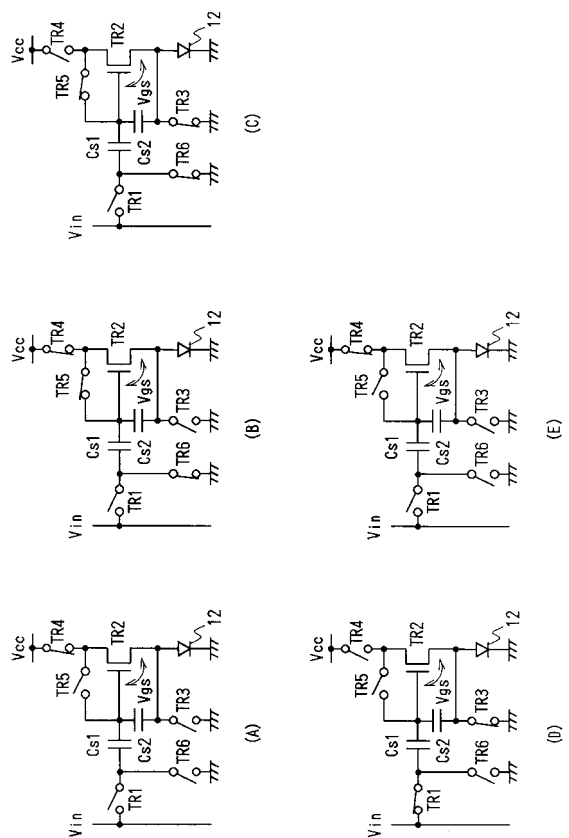 Vcc
TR4
TR5
TR2
Cs1
Vgs
12
Cs2
TR3
TR6
TR1
Vin
(A)
Vcc
TR4
TR5
TR2
Cs1
Vgs
12
Cs2
TR3
TR6
TR1
Vin
(B)
Vcc
TR4
TR5
TR2
Cs1
Vgs
12
Cs2
TR3
TR6
TR1
Vin
(C)
Vcc
TR4
TR5
TR2
Cs1
Vgs
12
Cs2
TR3
TR6
TR1
Vin
(D)
Vcc
TR4
TR5
TR2
Cs1
Vgs
12
Cs2
TR3
TR6
TR1
Vin
(E)